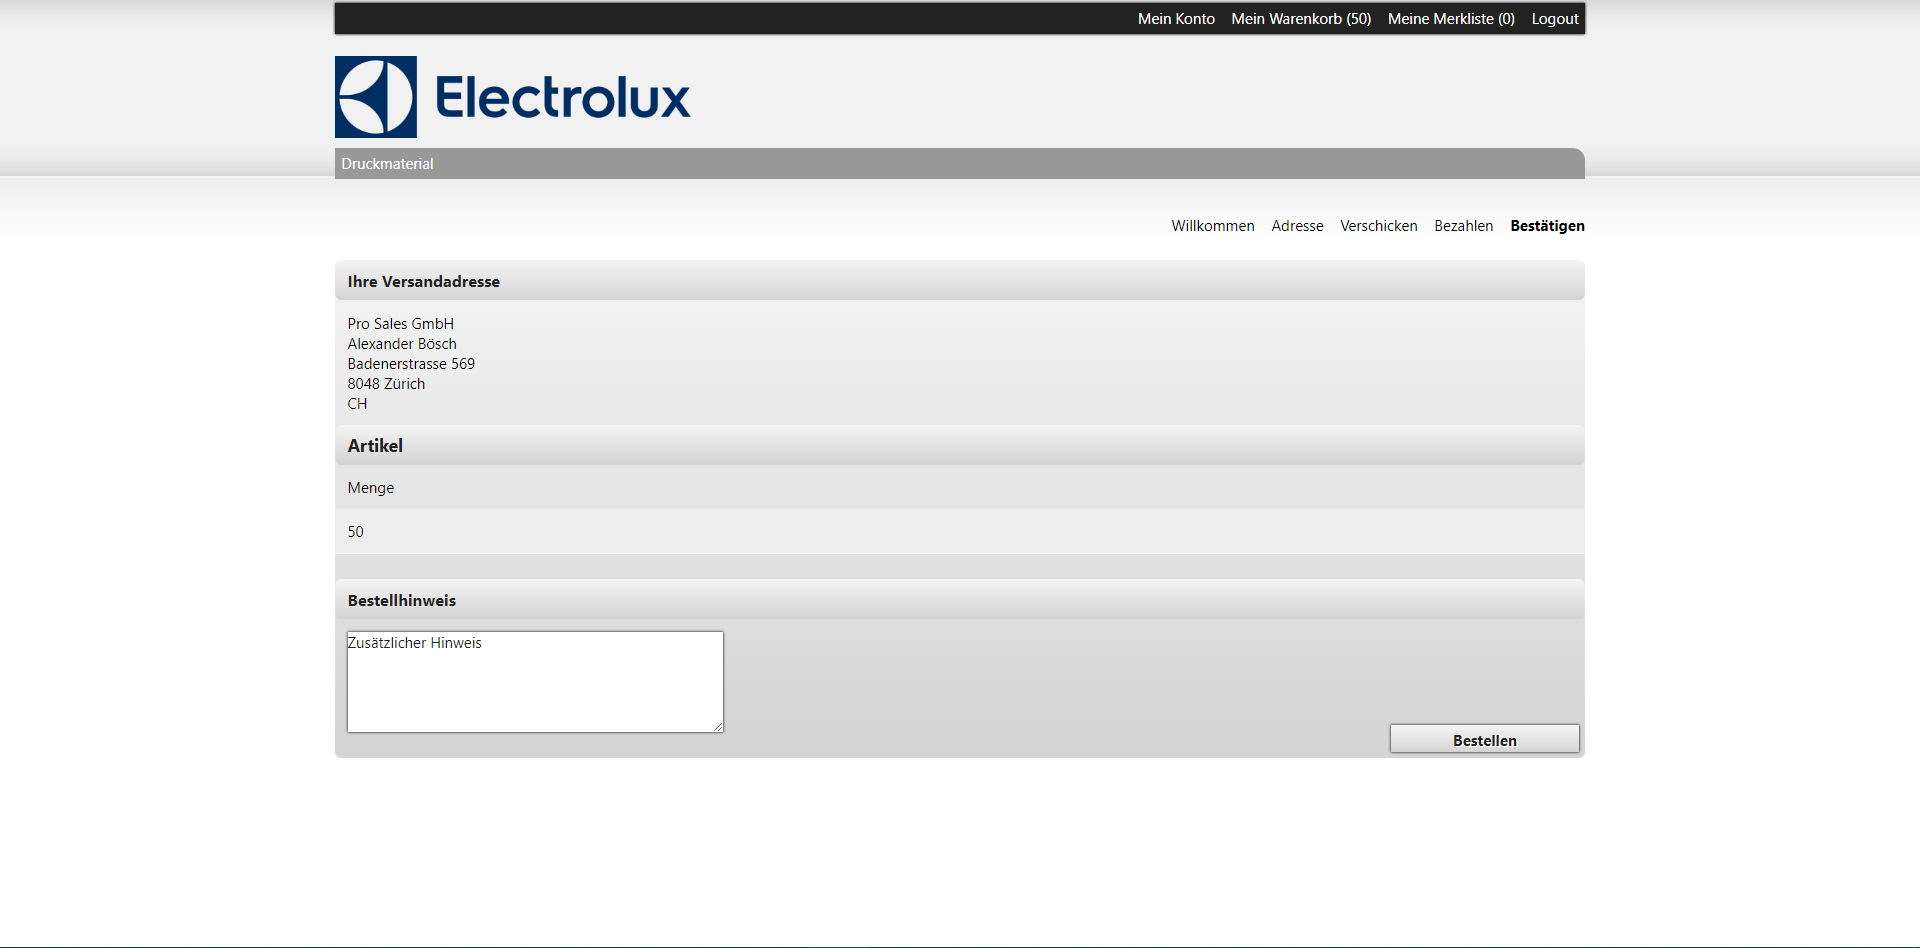 Mein Konto Mein Warenkorb (50) Meine Merkliste (0) Logout
Electrolux
Druckmaterial
Willkommen Adresse Verschicken Bezahlen Bestätigen
Ihre Versandadresse
Pro Sales GmbH
Alexander Bösch
Badenerstrasse 569
8048 Zürich
CH
Artikel
Menge
50
Bestellhinweis
Zusätzlicher Hinweis
Bestellen